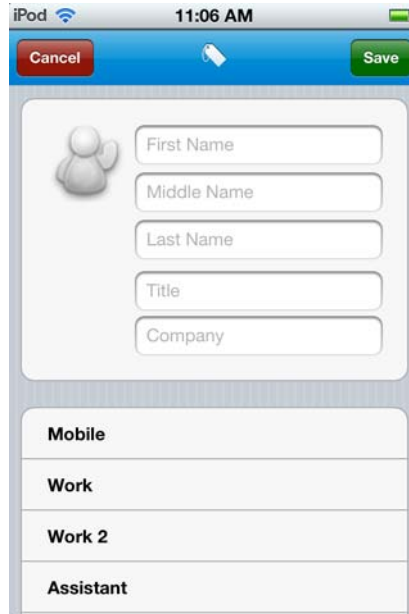 iPod 11:06 AM
Cancel Save
First Name
Middle Name
Last Name
Title
Company
Mobile
Work
Work 2
Assistant